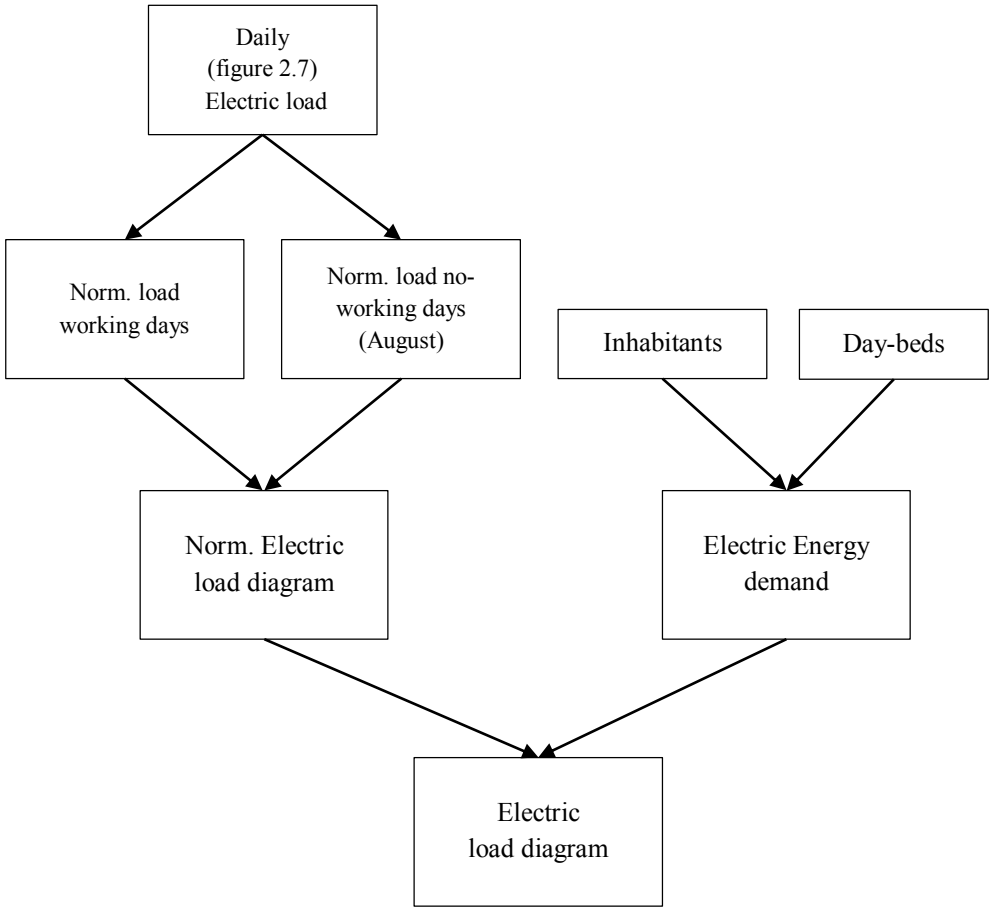 Daily
(figure 2.7)
Electric load
Norm. load
working days
Norm. load no-
working days
(August)
Inhabitants
Day-beds
Norm. Electric
load diagram
Electric Energy
demand
Electric
load diagram